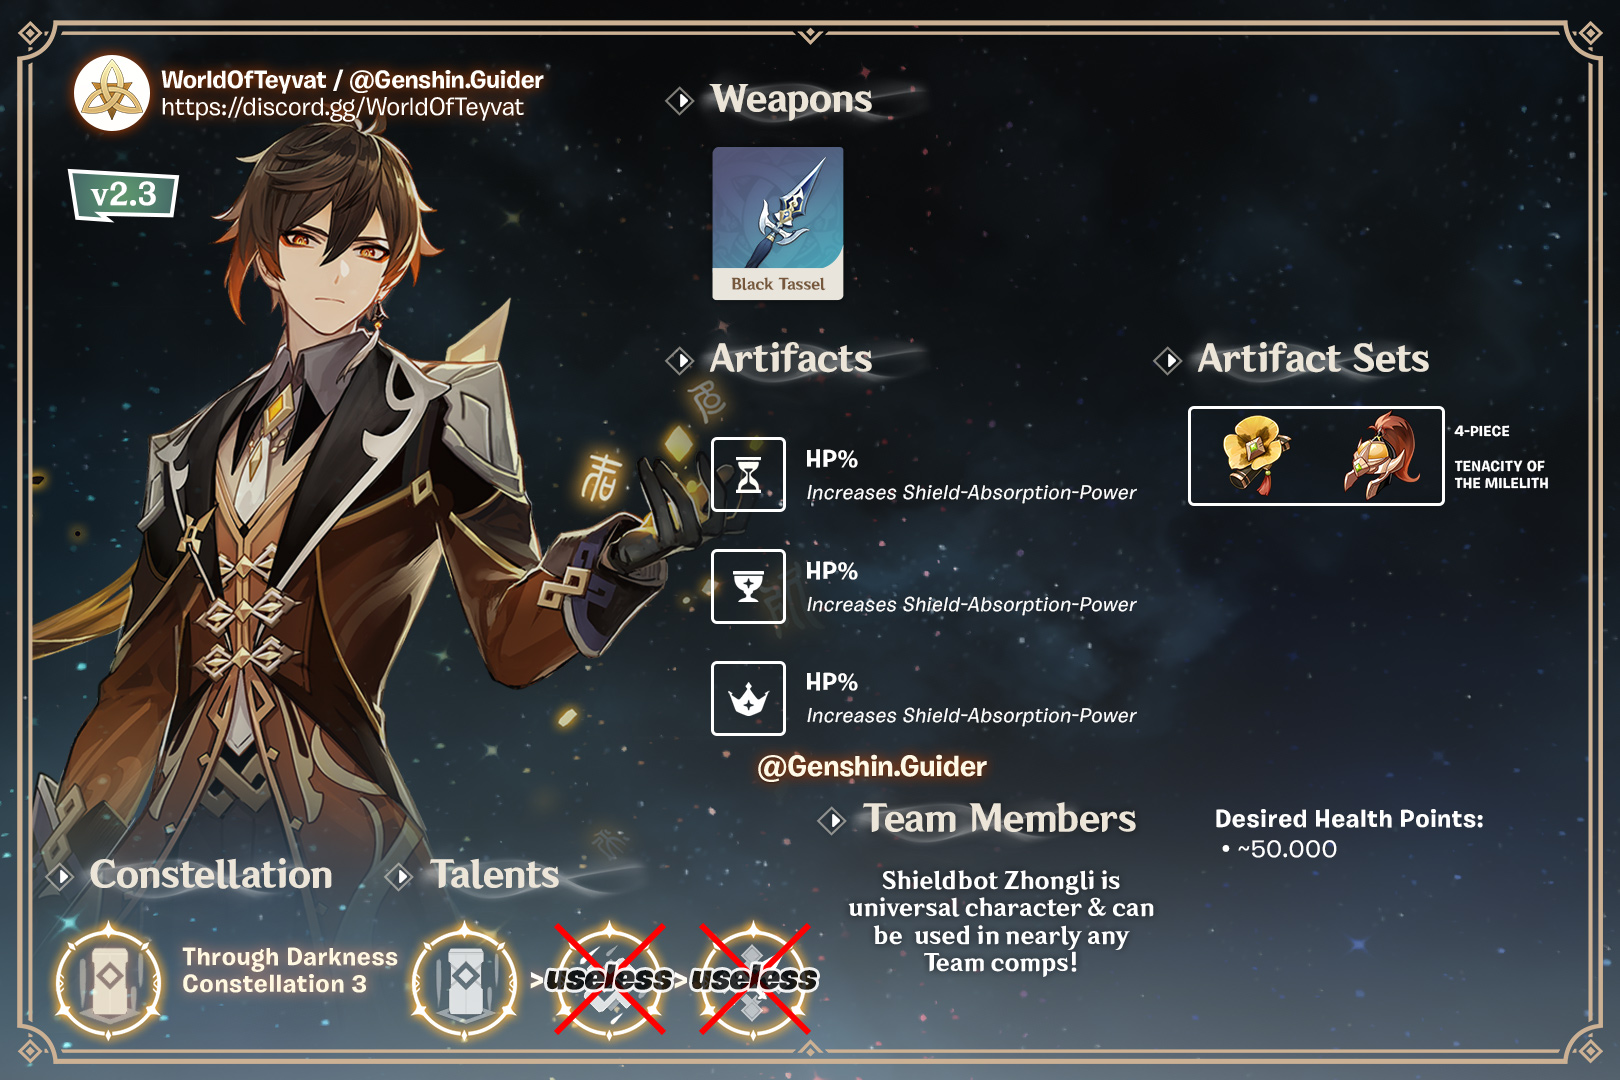 WorldOfTeyvat / @Genshin.Guider
https://discord.gg/WorldOfTeyvat
v2.3
Weapons
Black Tassel
Artifacts
HP%
Increases Shield-Absorption-Power
HP%
Increases Shield-Absorption-Power
HP%
Increases Shield-Absorption-Power
@Genshin.Guider
Artifact Sets
4-PIECE
TENACITY OF
THE MILELITH
Team Members
Shieldbot Zhongli is
universal character & can
be used in nearly any
Team comps!
Desired Health Points:
• ~50.000
Constellation
Through Darkness
Constellation 3
Talents
>useless>useless